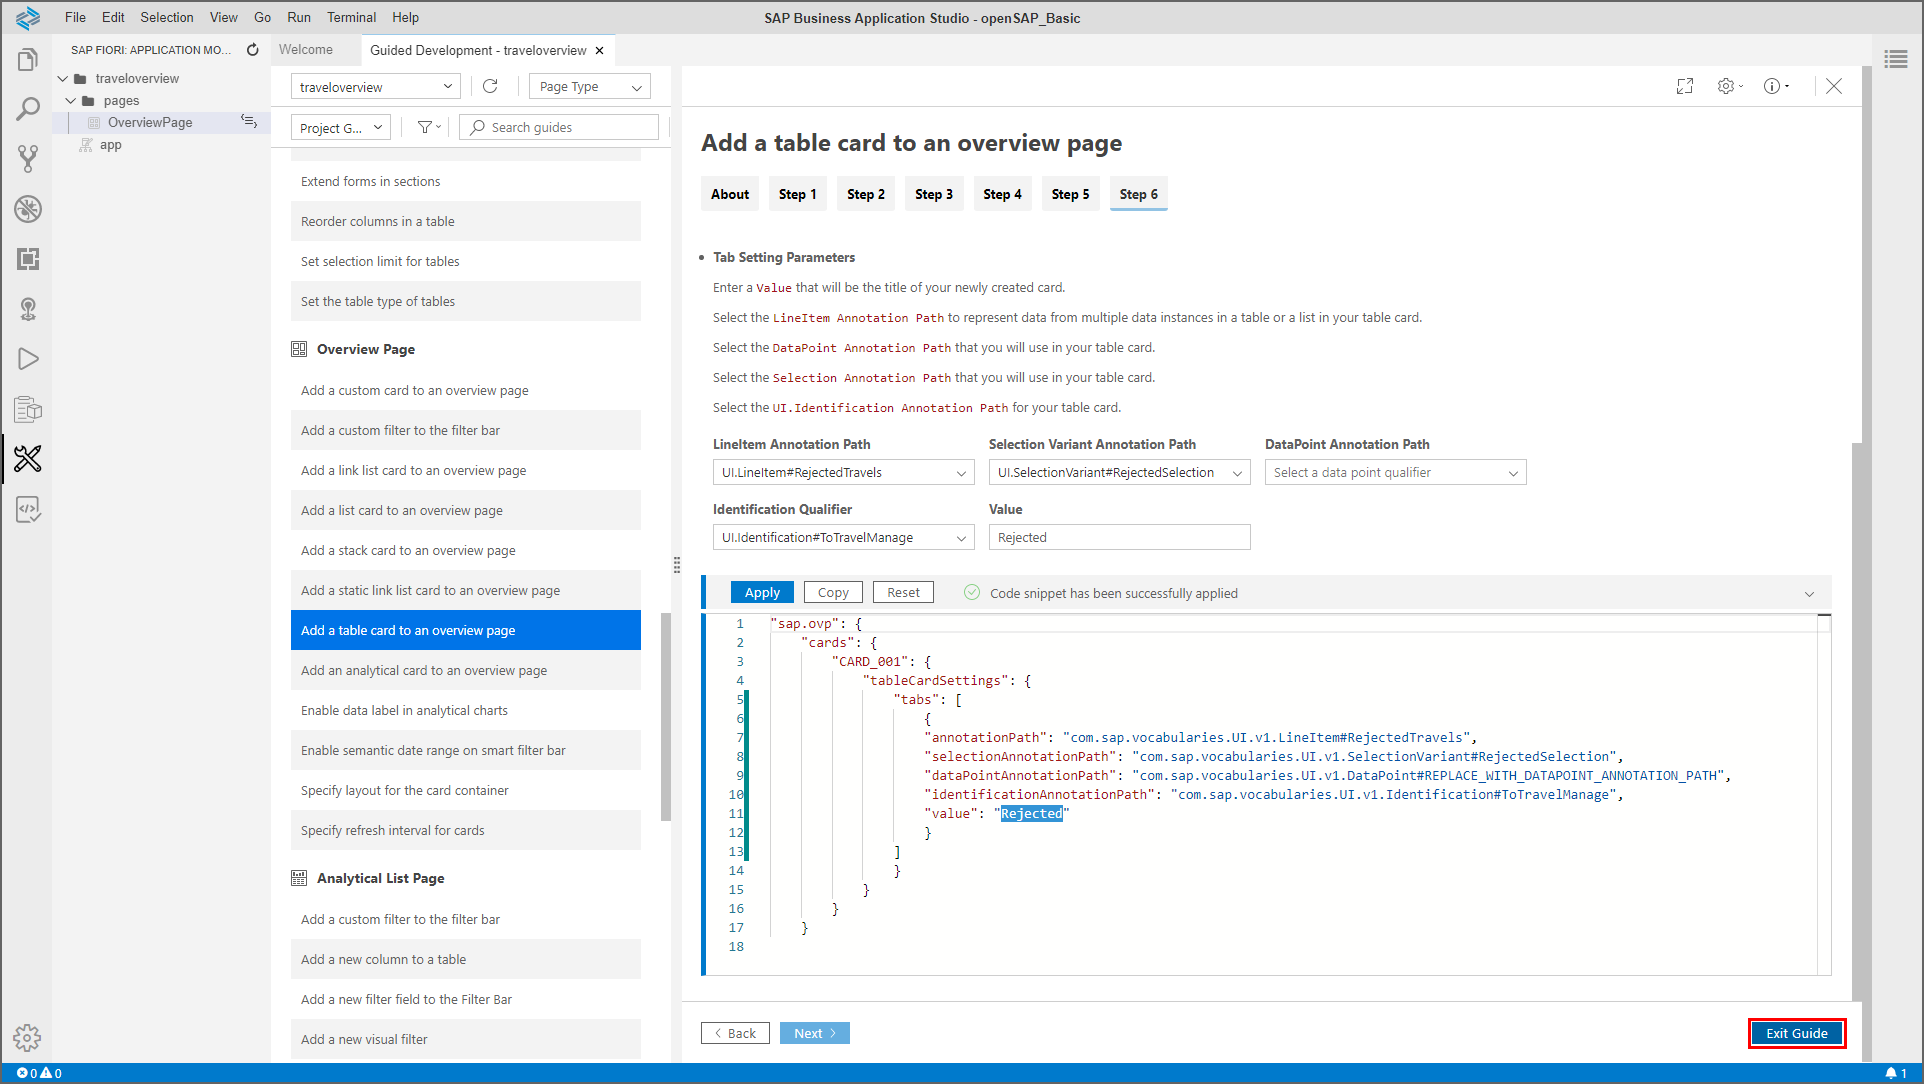 File Edit Selection View Go Run Terminal Help
SAP Business Application Studio - openSAP_Basic
SAP FIORI: APPLICATION MO...
traveloverview
pages
OverviewPage
app
Welcome
Guided Development - traveloverview
traveloverview
Page Type
Project G...
Search guides
Extend forms in sections
Reorder columns in a table
Set selection limit for tables
Set the table type of tables
Overview Page
Add a custom card to an overview page
Add a custom filter to the filter bar
Add a link list card to an overview page
Add a list card to an overview page
Add a stack card to an overview page
Add a static link list card to an overview page
Add a table card to an overview page
Add an analytical card to an overview page
Enable data label in analytical charts
Enable semantic date range on smart filter bar
Specify layout for the card container
Specify refresh interval for cards
Analytical List Page
Add a custom filter to the filter bar
Add a new column to a table
Add a new filter field to the Filter Bar
Add a new visual filter
Add a table card to an overview page
About Step 1 Step 2 Step 3 Step 4 Step 5 Step 6
• Tab Setting Parameters
Enter a Value that will be the title of your newly created card.
Select the LineItem Annotation Path to represent data from multiple data instances in a table or a list in your table card.
Select the DataPoint Annotation Path that you will use in your table card.
Select the Selection Annotation Path that you will use in your table card.
Select the UI.Identification Annotation Path for your table card.
LineItem Annotation Path Selection Variant Annotation Path DataPoint Annotation Path
UI.LineItem#RejectedTravels UI.SelectionVariant#RejectedSelection Select a data point qualifier
Identification Qualifier Value
UI.Identification#ToTravelManage Rejected
Apply Copy Reset Code snippet has been successfully applied
1 "sap.ovp": {
2 "cards": {
3 "CARD_001": {
4 "tableCardSettings": {
5 "tabs": [
6 {
7 "annotationPath": "com.sap.vocabularies.UI.v1.LineItem#RejectedTravels",
8 "selectionAnnotationPath": "com.sap.vocabularies.UI.v1.SelectionVariant#RejectedSelection",
9 "dataPointAnnotationPath": "com.sap.vocabularies.UI.v1.DataPoint#REPLACE_WITH_DATAPOINT_ANNOTATION_PATH",
10 "identificationAnnotationPath": "com.sap.vocabularies.UI.v1.Identification#ToTravelManage",
11 "value": "Rejected"
12 }
13 ]
14 }
15 }
16 }
17 }
18
Back Next Exit Guide
0 0 1